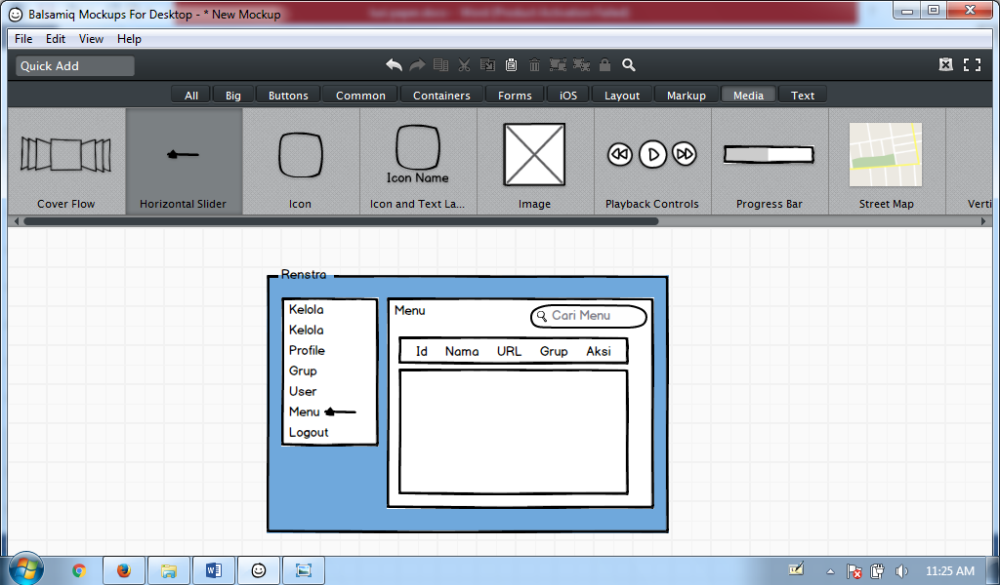 Balsamiq Mockups For Desktop - * New Mockup
File Edit View Help
Quick Add
All Big Buttons Common Containers Forms iOS Layout Markup Media Text
Cover Flow Horizontal Slider Icon Icon and Text La... Image Playback Controls Progress Bar Street Map Verti
Icon Name
Renstra
Kelola
Kelola
Profile
Grup
User
Menu
Logout
Menu
Cari Menu
Id Nama URL Grup Aksi
11:25 AM